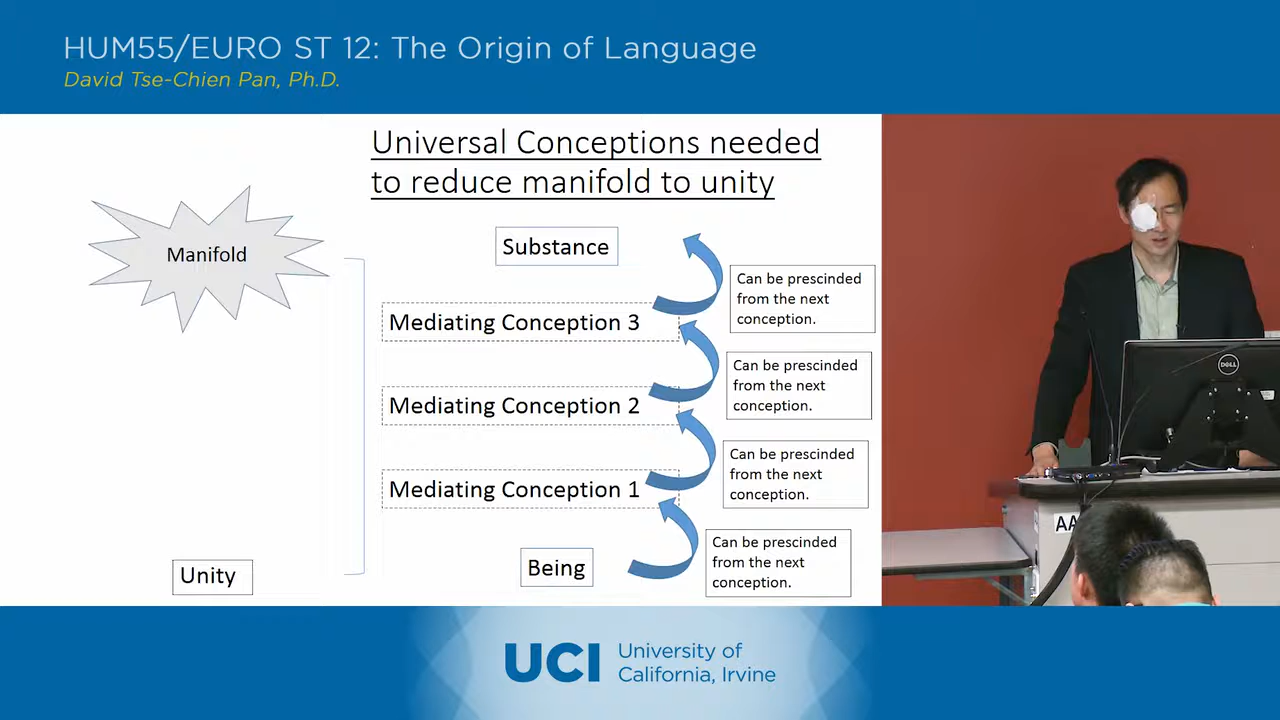 HUM55/EURO ST 12: The Origin of Language
David Tse-Chien Pan, Ph.D.
Universal Conceptions needed
to reduce manifold to unity
Manifold
Substance
Can be prescinded
from the next
conception.
Mediating Conception 3
Can be prescinded
from the next
conception.
Mediating Conception 2
Can be prescinded
from the next
conception.
Mediating Conception 1
Can be prescinded
from the next
conception.
Being
Unity
DELL
AA
UCI
University of
California, Irvine